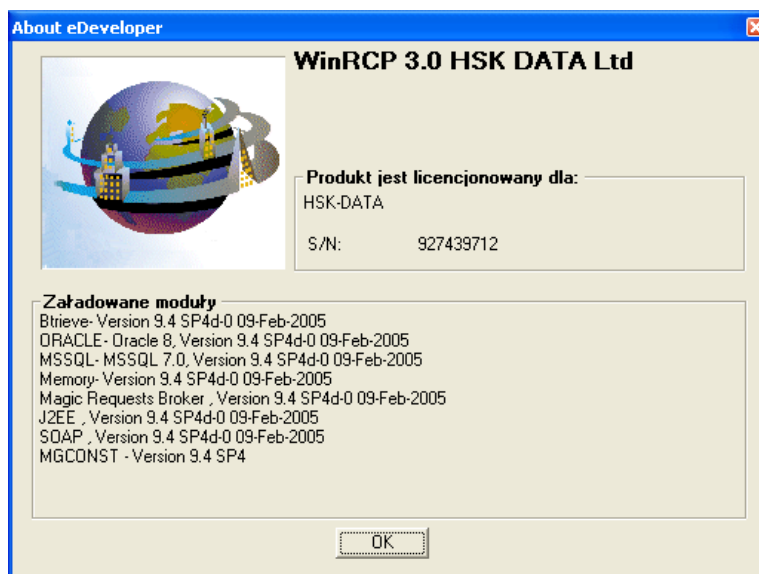 About eDeveloper
WinRCP 3.0 HSK DATA Ltd
Produkt jest licencjonowany dla:
HSK-DATA
S/N: 927439712
Załadowane moduły
Btrieve- Version 9.4 SP4d-0 09-Feb-2005
ORACLE- Oracle 8, Version 9.4 SP4d-0 09-Feb-2005
MSSQL- MSSQL 7.0, Version 9.4 SP4d-0 09-Feb-2005
Memory- Version 9.4 SP4d-0 09-Feb-2005
Magic Requests Broker , Version 9.4 SP4d-0 09-Feb-2005
J2EE , Version 9.4 SP4d-0 09-Feb-2005
SOAP , Version 9.4 SP4d-0 09-Feb-2005
MGCONST - Version 9.4 SP4
OK